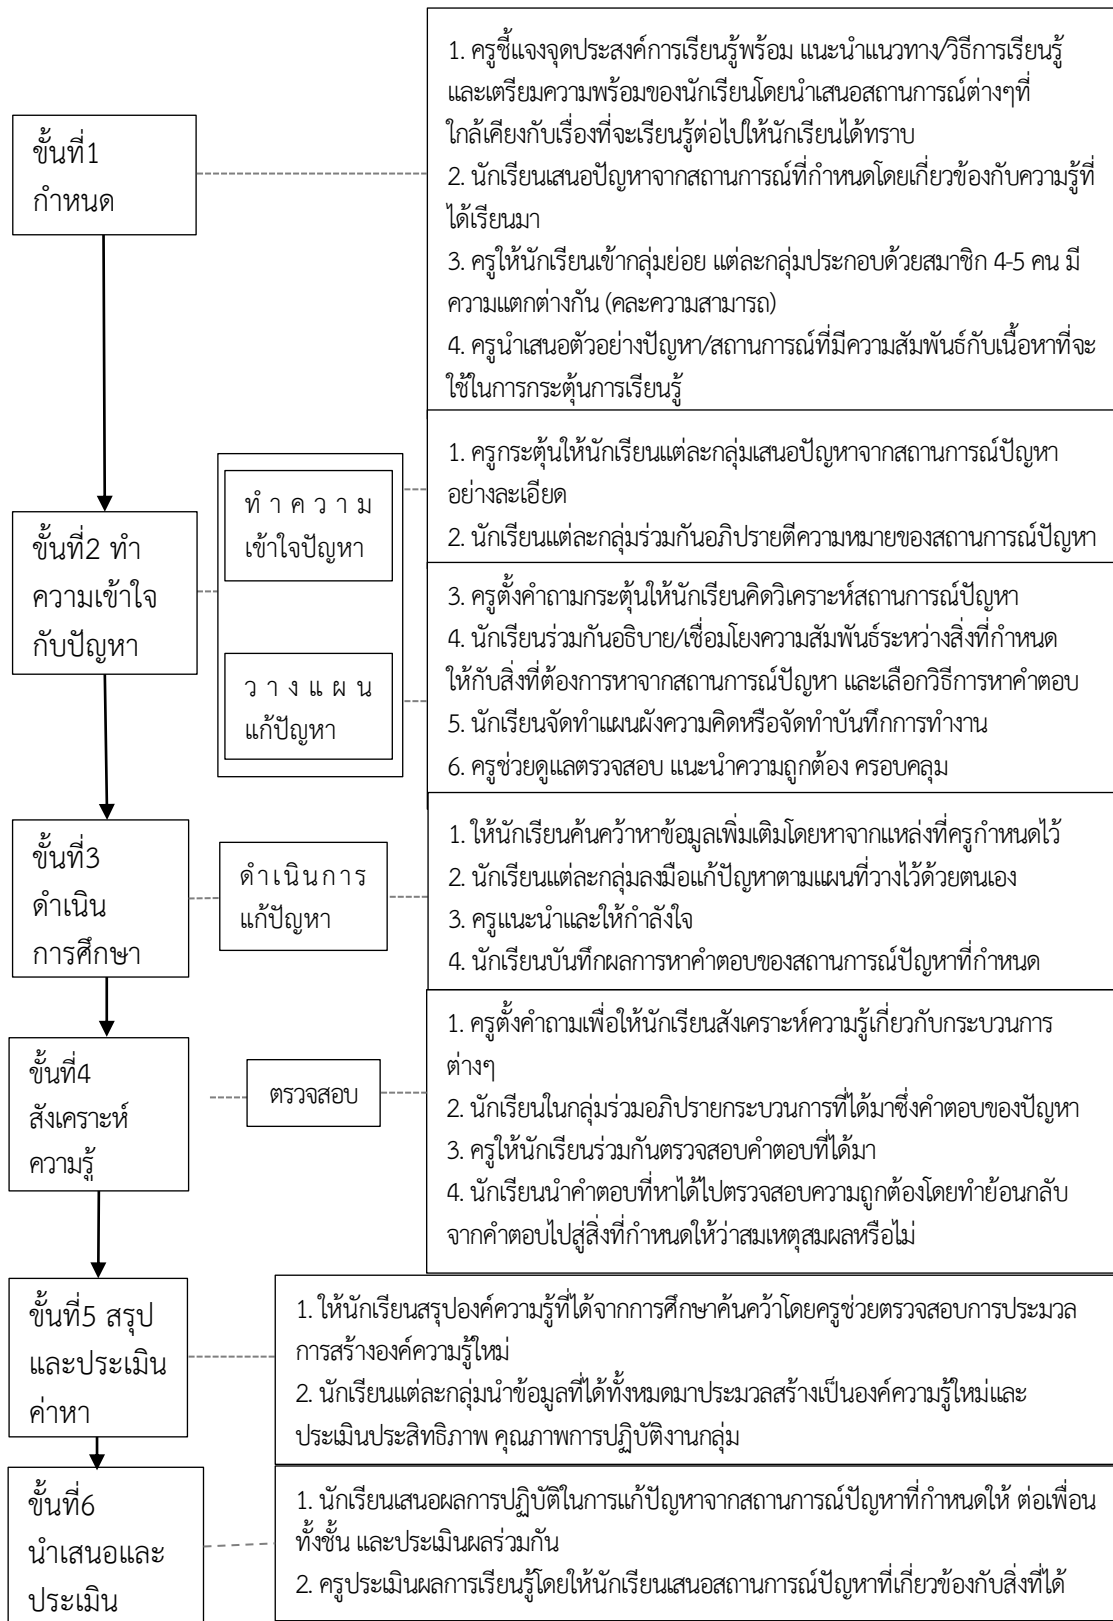 ขั้นที่1
กำหนด
1. ครูชี้แจงจุดประสงค์การเรียนรู้พร้อม แนะนำแนวทาง/วิธีการเรียนรู้
และเตรียมความพร้อมของนักเรียนโดยนำเสนอสถานการณ์ต่างๆที่
ใกล้เคียงกับเรื่องที่จะเรียนรู้ต่อไปให้นักเรียนได้ทราบ
2. นักเรียนเสนอปัญหาจากสถานการณ์ที่กำหนดโดยเกี่ยวข้องกับความรู้ที่
ได้เรียนมา
3. ครูให้นักเรียนเข้ากลุ่มย่อย แต่ละกลุ่มประกอบด้วยสมาชิก 4-5 คน มี
ความแตกต่างกัน (คละความสามารถ)
4. ครูนำเสนอตัวอย่างปัญหา/สถานการณ์ที่มีความสัมพันธ์กับเนื้อหาที่จะ
ใช้ในการกระตุ้นการเรียนรู้
ขั้นที่2 ทำ
ความเข้าใจ
กับปัญหา
ทำความ
เข้าใจปัญหา
1. ครูกระตุ้นให้นักเรียนแต่ละกลุ่มเสนอปัญหาจากสถานการณ์ปัญหา
อย่างละเอียด
2. นักเรียนแต่ละกลุ่มร่วมกันอภิปรายตีความหมายของสถานการณ์ปัญหา
วางแผน
แก้ปัญหา
3. ครูตั้งคำถามกระตุ้นให้นักเรียนคิดวิเคราะห์สถานการณ์ปัญหา
4. นักเรียนร่วมกันอธิบาย/เชื่อมโยงความสัมพันธ์ระหว่างสิ่งที่กำหนด
ให้กับสิ่งที่ต้องการหาจากสถานการณ์ปัญหา และเลือกวิธีการหาคำตอบ
5. นักเรียนจัดทำแผนผังความคิดหรือจัดทำบันทึกการทำงาน
6. ครูช่วยดูแลตรวจสอบ แนะนำความถูกต้อง ครอบคลุม
ขั้นที่3
ดำเนิน
การศึกษา
ดำเนินการ
แก้ปัญหา
1. ให้นักเรียนค้นคว้าหาข้อมูลเพิ่มเติมโดยหาจากแหล่งที่ครูกำหนดไว้
2. นักเรียนแต่ละกลุ่มลงมือแก้ปัญหาตามแผนที่วางไว้ด้วยตนเอง
3. ครูแนะนำและให้กำลังใจ
4. นักเรียนบันทึกผลการหาคำตอบของสถานการณ์ปัญหาที่กำหนด
ขั้นที่4
สังเคราะห์
ความรู้
ตรวจสอบ
1. ครูตั้งคำถามเพื่อให้นักเรียนสังเคราะห์ความรู้เกี่ยวกับกระบวนการ
ต่างๆ
2. นักเรียนในกลุ่มร่วมอภิปรายกระบวนการที่ได้มาซึ่งคำตอบของปัญหา
3. ครูให้นักเรียนร่วมกันตรวจสอบคำตอบที่ได้มา
4. นักเรียนนำคำตอบที่หาได้ไปตรวจสอบความถูกต้องโดยทำย้อนกลับ
จากคำตอบไปสู่สิ่งที่กำหนดให้ว่าสมเหตุสมผลหรือไม่
ขั้นที่5 สรุป
และประเมิน
ค่าหา
1. ให้นักเรียนสรุปองค์ความรู้ที่ได้จากการศึกษาค้นคว้าโดยครูช่วยตรวจสอบการประมวล
การสร้างองค์ความรู้ใหม่
2. นักเรียนแต่ละกลุ่มนำข้อมูลที่ได้ทั้งหมดมาประมวลสร้างเป็นองค์ความรู้ใหม่และ
ประเมินประสิทธิภาพ คุณภาพการปฏิบัติงานกลุ่ม
ขั้นที่6
นำเสนอและ
ประเมิน
1. นักเรียนเสนอผลการปฏิบัติในการแก้ปัญหาจากสถานการณ์ปัญหาที่กำหนดให้ ต่อเพื่อน
ทั้งชั้น และประเมินผลร่วมกัน
2. ครูประเมินผลการเรียนรู้โดยให้นักเรียนเสนอสถานการณ์ปัญหาที่เกี่ยวข้องกับสิ่งที่ได้